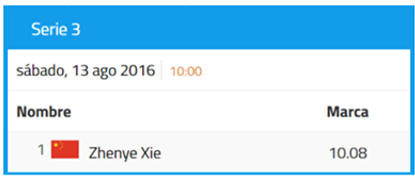 Serie 3
sábado, 13 ago 2016 10:00
Nombre Marca
1 Zhenye Xie 10.08